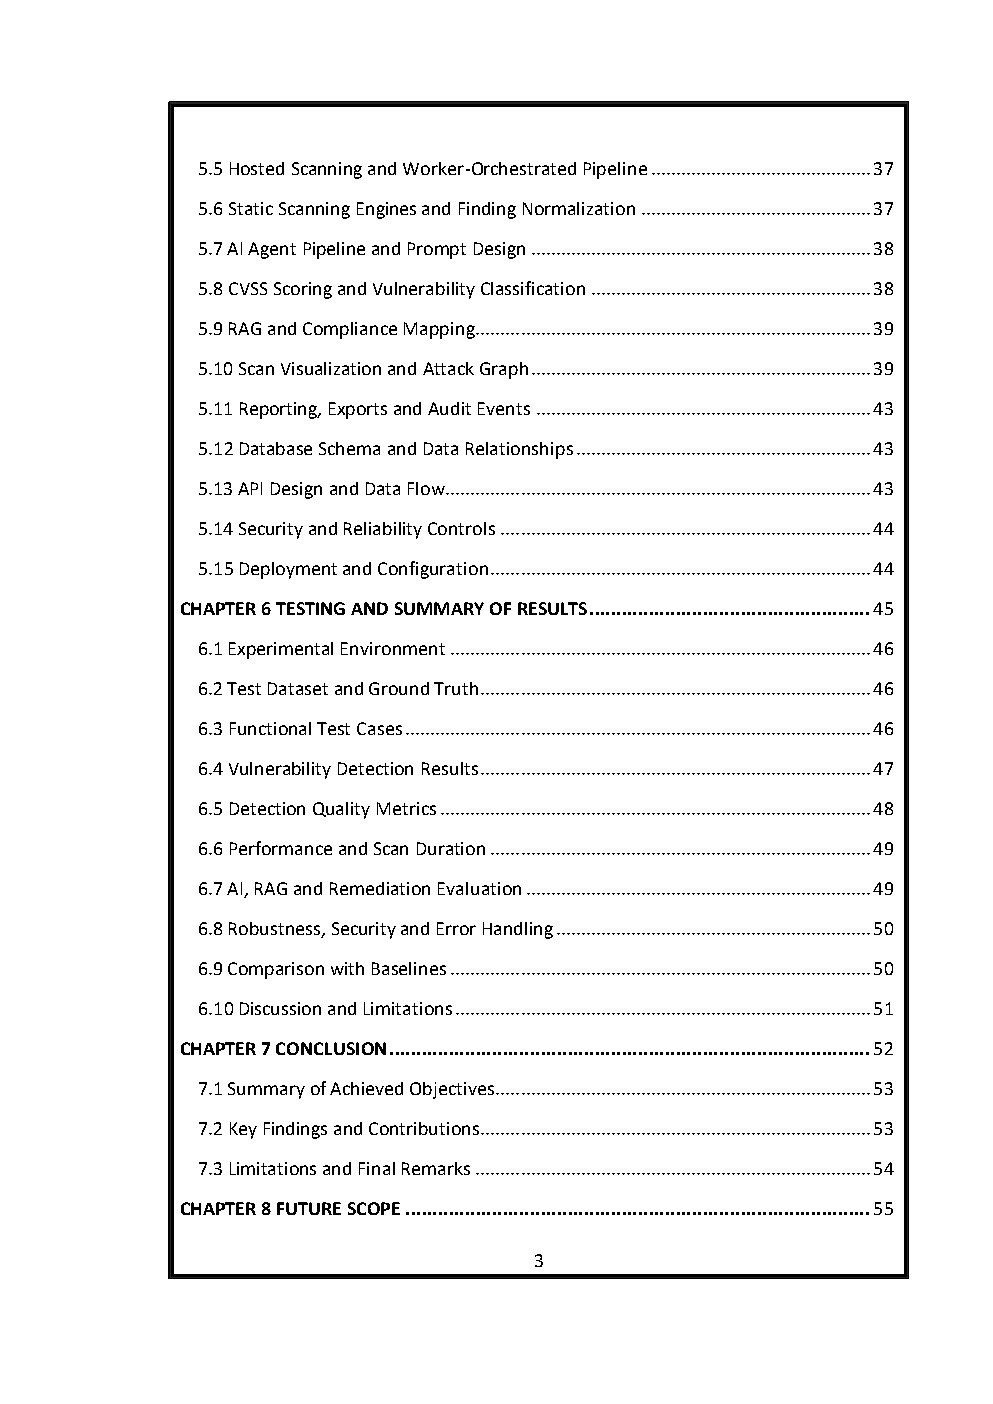 5.5 Hosted Scanning and Worker-Orchestrated Pipeline ............................................ 37
5.6 Static Scanning Engines and Finding Normalization .............................................. 37
5.7 AI Agent Pipeline and Prompt Design .................................................................... 38
5.8 CVSS Scoring and Vulnerability Classification ........................................................ 38
5.9 RAG and Compliance Mapping............................................................................... 39
5.10 Scan Visualization and Attack Graph.................................................................... 39
5.11 Reporting, Exports and Audit Events ................................................................... 43
5.12 Database Schema and Data Relationships........................................................... 43
5.13 API Design and Data Flow..................................................................................... 43
5.14 Security and Reliability Controls .......................................................................... 44
5.15 Deployment and Configuration............................................................................ 44
CHAPTER 6 TESTING AND SUMMARY OF RESULTS.................................................... 45
6.1 Experimental Environment .................................................................................... 46
6.2 Test Dataset and Ground Truth.............................................................................. 46
6.3 Functional Test Cases............................................................................................. 46
6.4 Vulnerability Detection Results.............................................................................. 47
6.5 Detection Quality Metrics ...................................................................................... 48
6.6 Performance and Scan Duration ............................................................................ 49
6.7 AI, RAG and Remediation Evaluation ..................................................................... 49
6.8 Robustness, Security and Error Handling............................................................... 50
6.9 Comparison with Baselines .................................................................................... 50
6.10 Discussion and Limitations................................................................................... 51
CHAPTER 7 CONCLUSION......................................................................................... 52
7.1 Summary of Achieved Objectives........................................................................... 53
7.2 Key Findings and Contributions.............................................................................. 53
7.3 Limitations and Final Remarks ............................................................................... 54
CHAPTER 8 FUTURE SCOPE ...................................................................................... 55
3